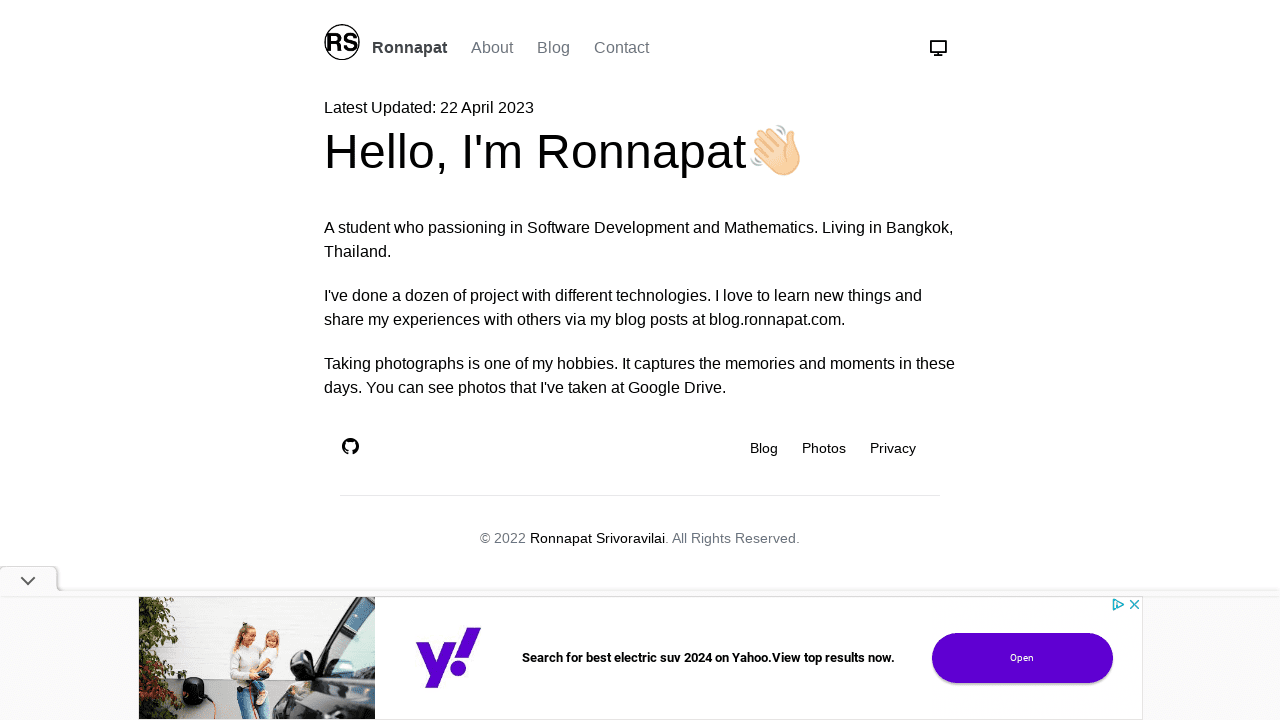 RS Ronnapat About Blog Contact
Latest Updated: 22 April 2023
Hello, I'm Ronnapat👋🏻
A student who passioning in Software Development and Mathematics. Living in Bangkok,
Thailand.
I've done a dozen of project with different technologies. I love to learn new things and
share my experiences with others via my blog posts at blog.ronnapat.com.
Taking photographs is one of my hobbies. It captures the memories and moments in these
days. You can see photos that I've taken at Google Drive.
Blog Photos Privacy
© 2022 Ronnapat Srivoravilai. All Rights Reserved.
y!
Search for best electric suv 2024 on Yahoo.View top results now.
Open